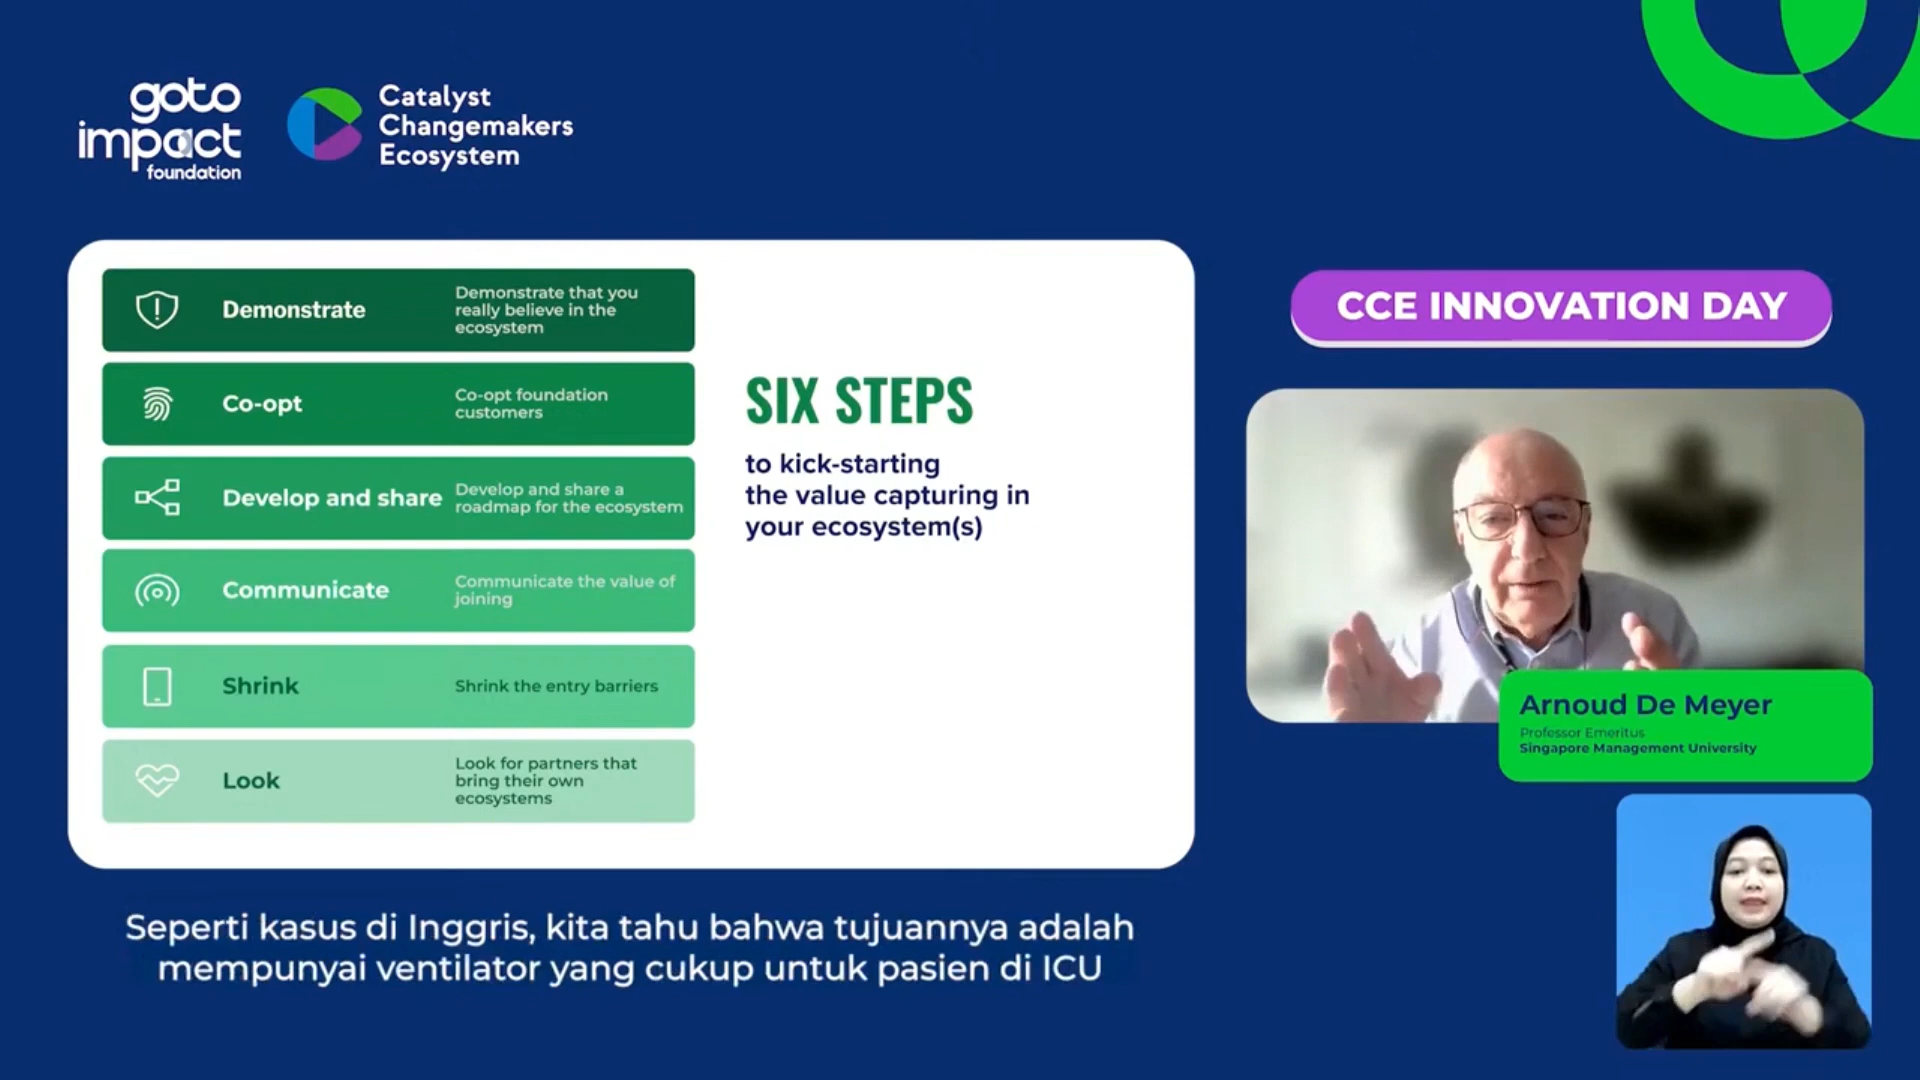 goto
impact
foundation
Catalyst
Changemakers
Ecosystem
Demonstrate
Demonstrate that you
really believe in the
ecosystem
Co-opt
Co-opt foundation
customers
Develop and share
Develop and share a
roadmap for the ecosystem
Communicate
Communicate the value of
joining
Shrink
Shrink the entry barriers
Look
Look for partners that
bring their own
ecosystems
SIX STEPS
to kick-starting
the value capturing in
your ecosystem(s)
CCE INNOVATION DAY
Arnoud De Meyer
Professor Emeritus
Singapore Management University
Seperti kasus di Inggris, kita tahu bahwa tujuannya adalah
mempunyai ventilator yang cukup untuk pasien di ICU